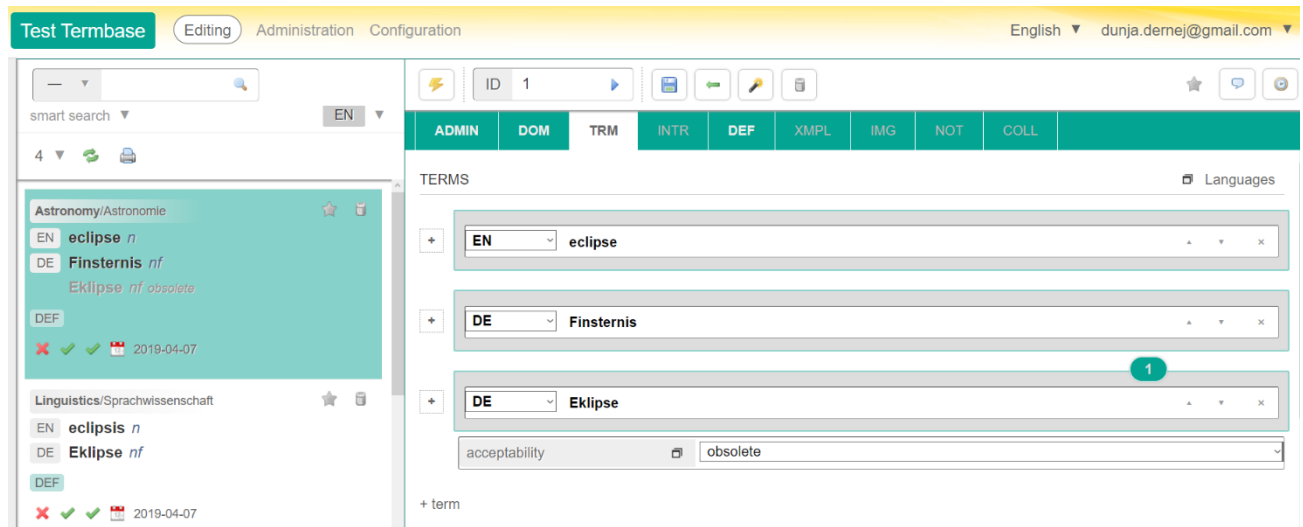 Test Termbase Editing Administration Configuration English ▼ dunja.dernej@gmail.com ▼
— ▼
smart search ▼ EN ▼
4 ▼
Astronomy/Astronomie
EN eclipse n
DE Finsternis nf
Eklipse nf obsolete
DEF
2019-04-07
Linguistics/Sprachwissenschaft
EN eclipsis n
DE Eklipse nf
DEF
2019-04-07
ID 1
ADMIN DOM TRM INTR DEF XMPL IMG NOT COLL
TERMS Languages
+ EN eclipse
+ DE Finsternis
1
+ DE Eklipse
acceptability obsolete
+ term